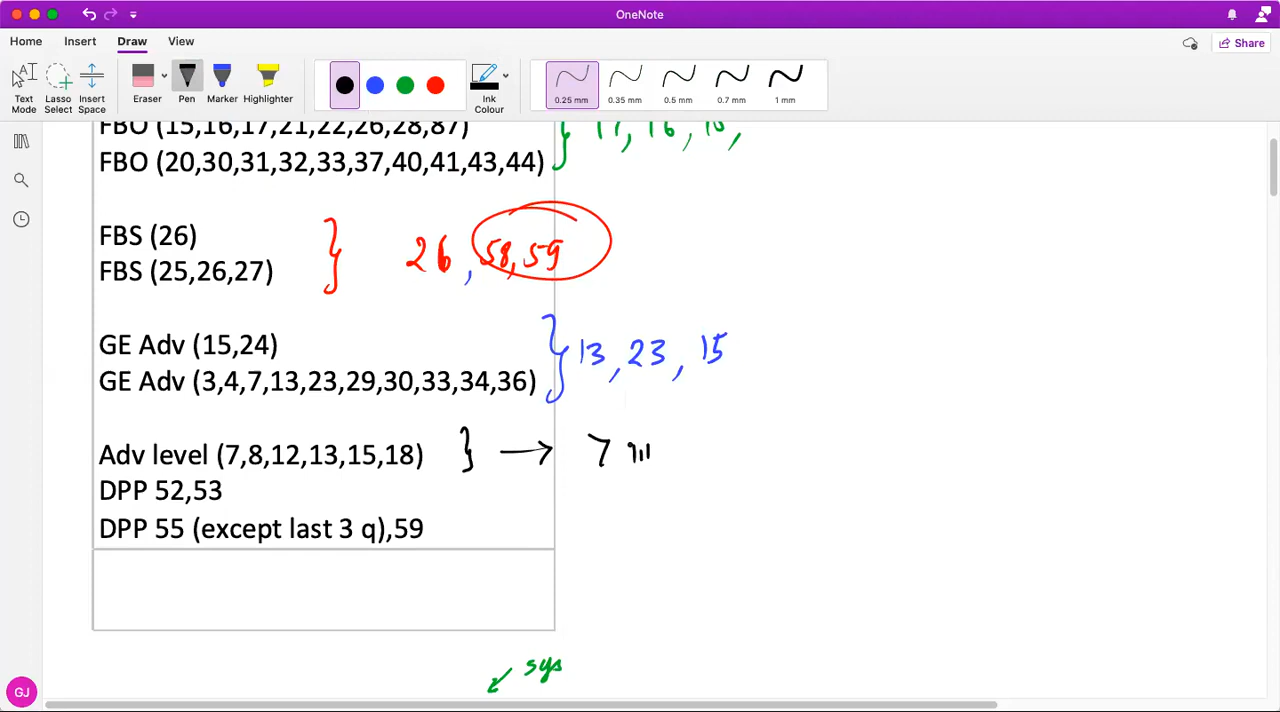 OneNote
Home Insert Draw View
Share
Text Mode
Lasso Select
Insert Space
Eraser
Pen
Marker
Highlighter
Ink Colour
0.25 mm
0.35 mm
0.5 mm
0.7 mm
1 mm
FBO (15,16,17,21,22,26,28,87)
FBO (20,30,31,32,33,37,40,41,43,44)
FBS (26)
FBS (25,26,27)
26, 58, 59
GE Adv (15,24)
GE Adv (3,4,7,13,23,29,30,33,34,36)
13, 23, 15
Adv level (7,8,12,13,15,18)
7
DPP 52,53
DPP 55 (except last 3 q),59
sys
GJ